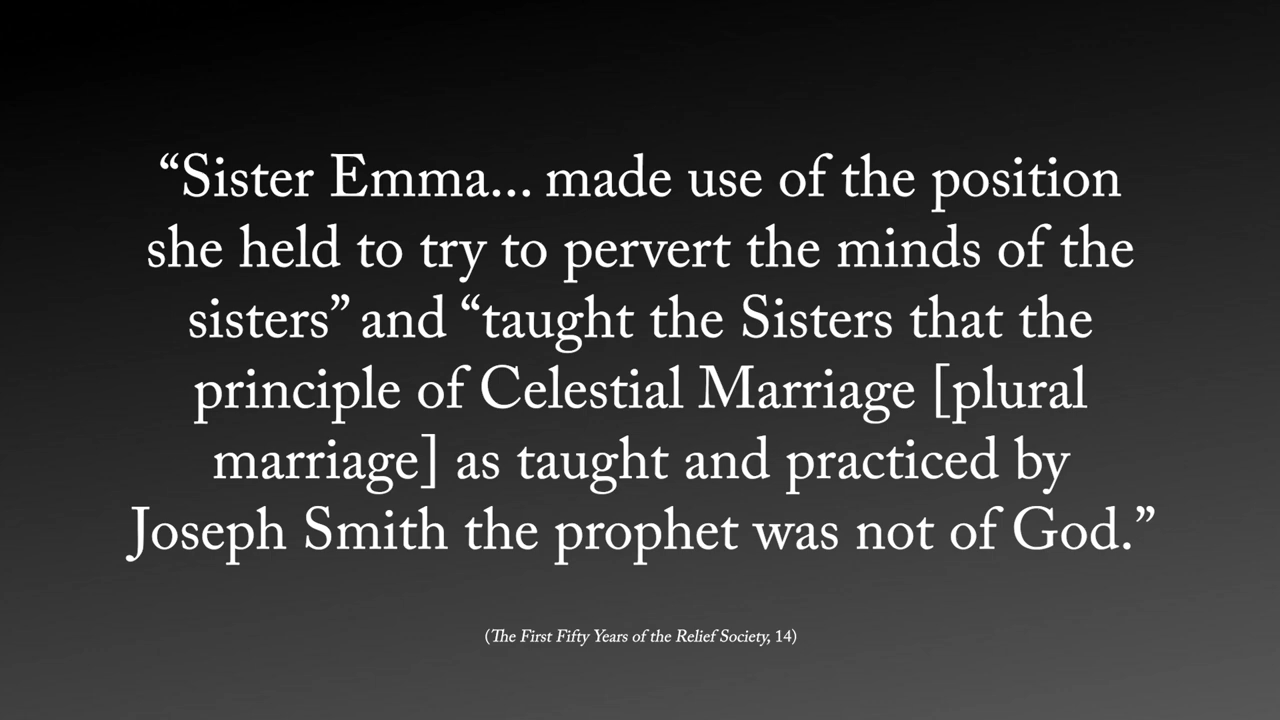 “Sister Emma... made use of the position
she held to try to pervert the minds of the
sisters” and “taught the Sisters that the
principle of Celestial Marriage [plural
marriage] as taught and practiced by
Joseph Smith the prophet was not of God.”
(The First Fifty Years of the Relief Society, 14)